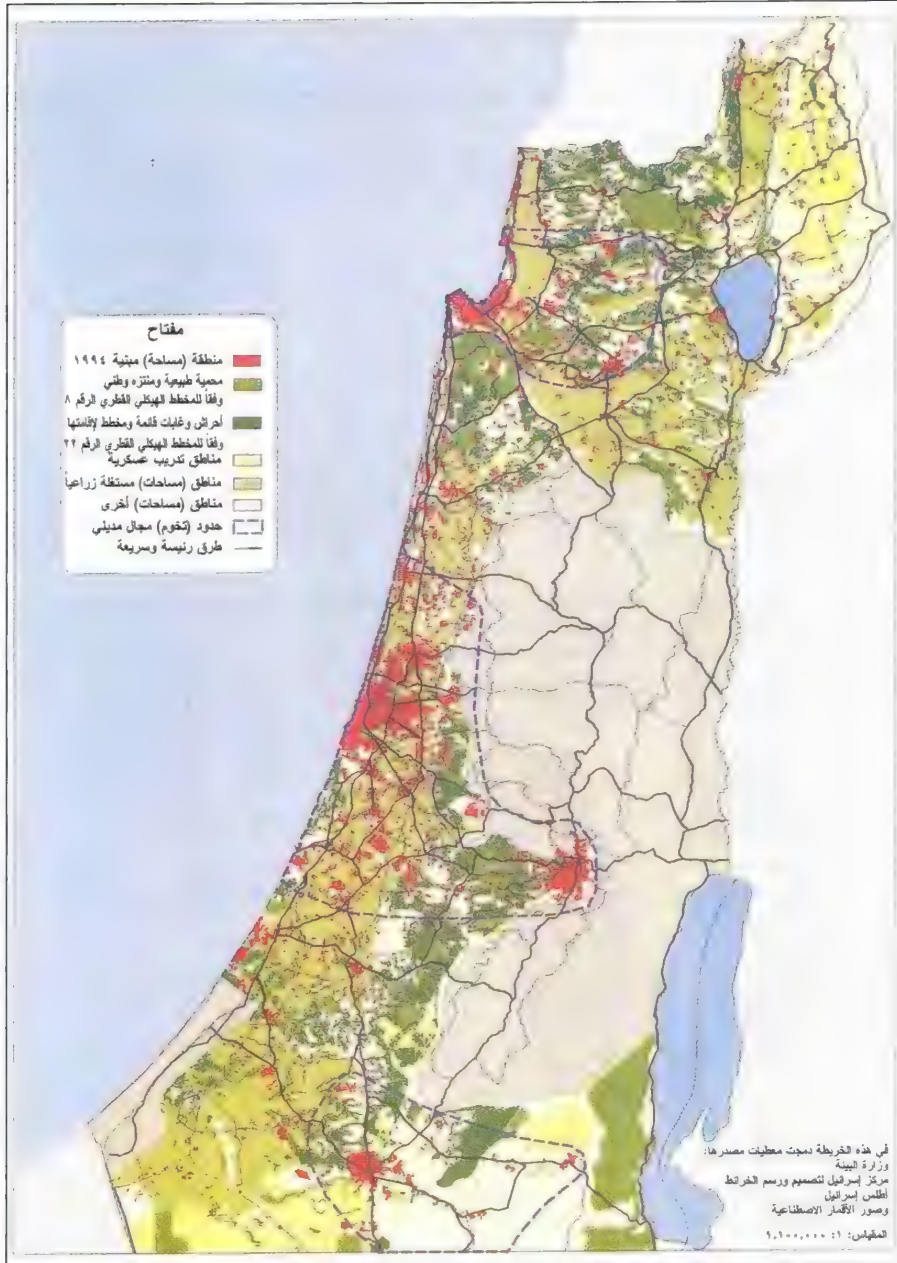 مفتاح
منطقة (مساحة) مبنية ١٩٩٤
محمية طبيعية ومنتزه وطني
وفقاً للمخطط الهيكلي القطري الرقم ٨
أحراش وغابات قائمة ومخطط لإقامتها
وفقاً للمخطط الهيكلي القطري الرقم ٢٢
مناطق تدريب عسكرية
مناطق (مساحات) مستغلة زراعياً
مناطق (مساحات) أخرى
حدود (تخوم) مجال مديني
طرق رئيسة وسريعة
في هذه الخريطة دمجت معطيات مصدرها:
وزارة البيئة
مركز إسرائيل لتصميم ورسم الخرائط
أطلس إسرائيل
وصور الأقمار الاصطناعية
المقياس: ١: ١,١٠٠,٠٠٠